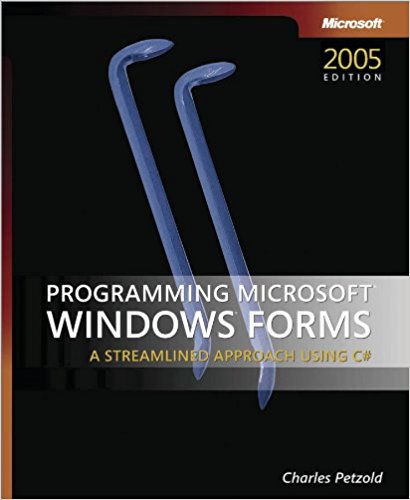 Microsoft
2005
EDITION
PROGRAMMING MICROSOFT®
WINDOWS® FORMS
A STREAMLINED APPROACH USING C#
Charles Petzold